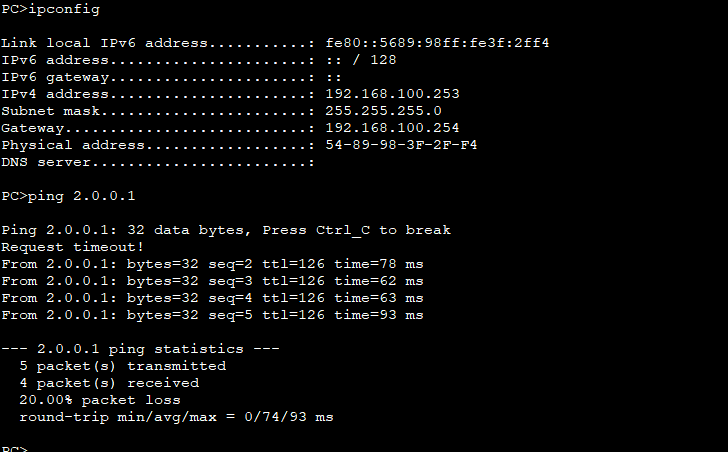 PC>ipconfig
Link local IPv6 address...........: fe80::5689:98ff:fe3f:2ff4
IPv6 address......................: :: / 128
IPv6 gateway......................: ::
IPv4 address......................: 192.168.100.253
Subnet mask.......................: 255.255.255.0
Gateway...........................: 192.168.100.254
Physical address..................: 54-89-98-3F-2F-F4
DNS server........................:
PC>ping 2.0.0.1
Ping 2.0.0.1: 32 data bytes, Press Ctrl_C to break
Request timeout!
From 2.0.0.1: bytes=32 seq=2 ttl=126 time=78 ms
From 2.0.0.1: bytes=32 seq=3 ttl=126 time=62 ms
From 2.0.0.1: bytes=32 seq=4 ttl=126 time=63 ms
From 2.0.0.1: bytes=32 seq=5 ttl=126 time=93 ms
--- 2.0.0.1 ping statistics ---
5 packet(s) transmitted
4 packet(s) received
20.00% packet loss
round-trip min/avg/max = 0/74/93 ms
PC>